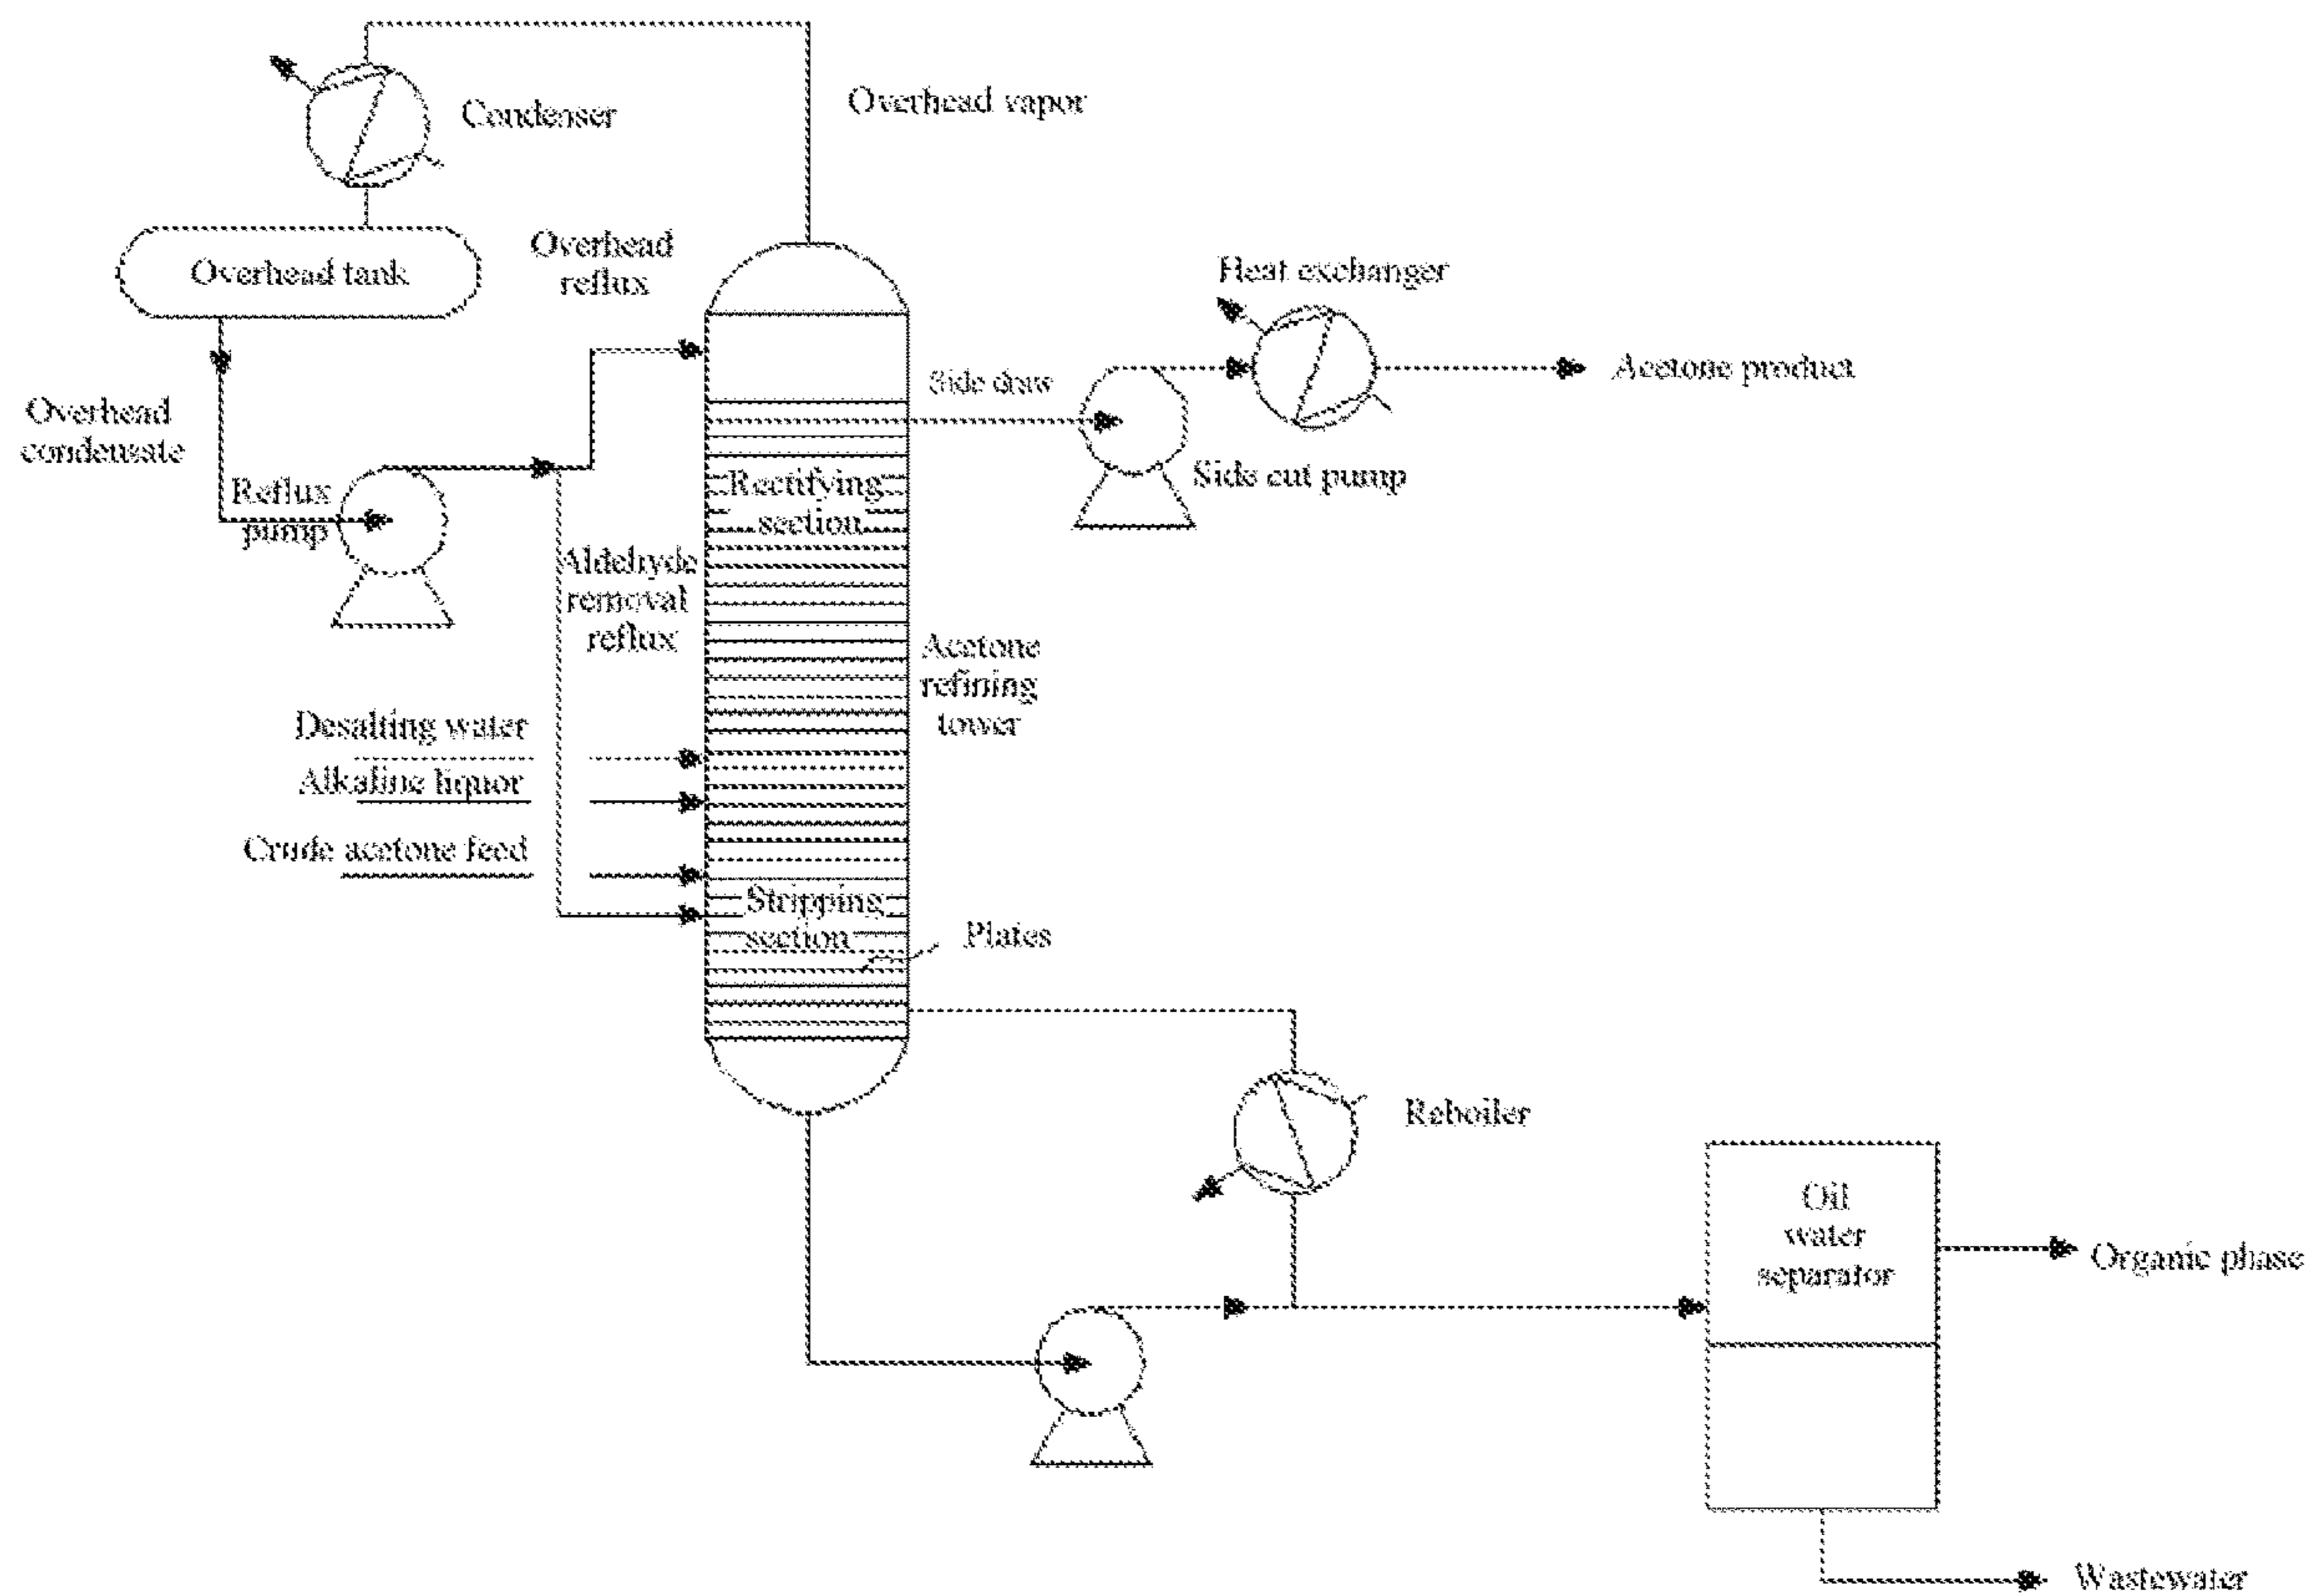 Condenser
Overhead vapor
Overhead tank
Overhead
reflux
Heat exchanger
Acetone product
Side draw
Overhead
condensate
Side cut pump
Reflux
pump
Rectifying
section
Aldehyde
removal
reflux
Acetone
refining
tower
Desalting water
Alkaline liquor
Crude acetone feed
Stripping
section
Plates
Reboiler
Oil
water
separator
Organic phase
Wastewater